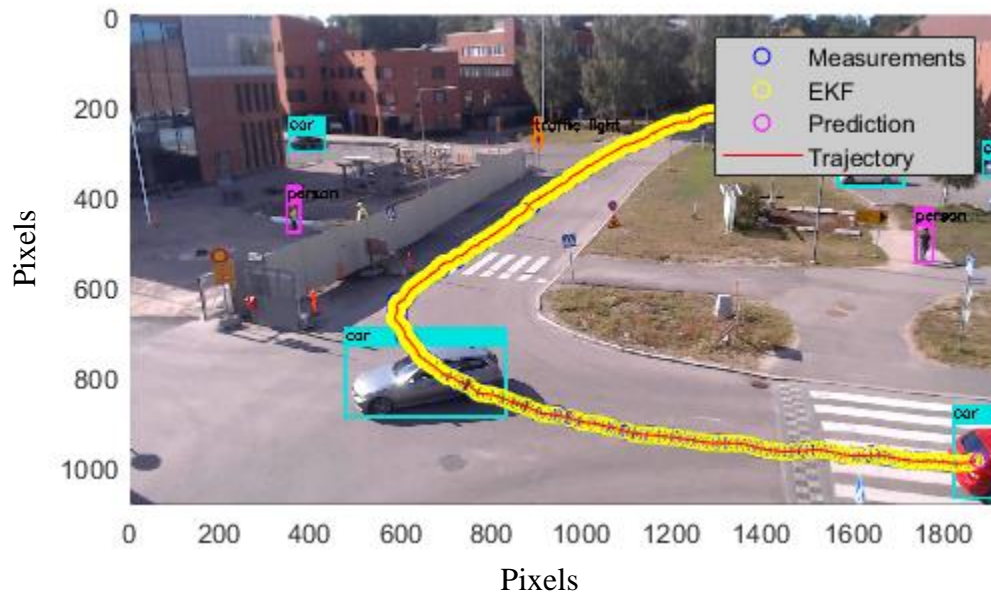 0
200
400
600
800
1000
Pixels
Measurements
EKF
Prediction
Trajectory
car
traffic light
person
person
car
car
0
200
400
600
800
1000
1200
1400
1600
1800
Pixels